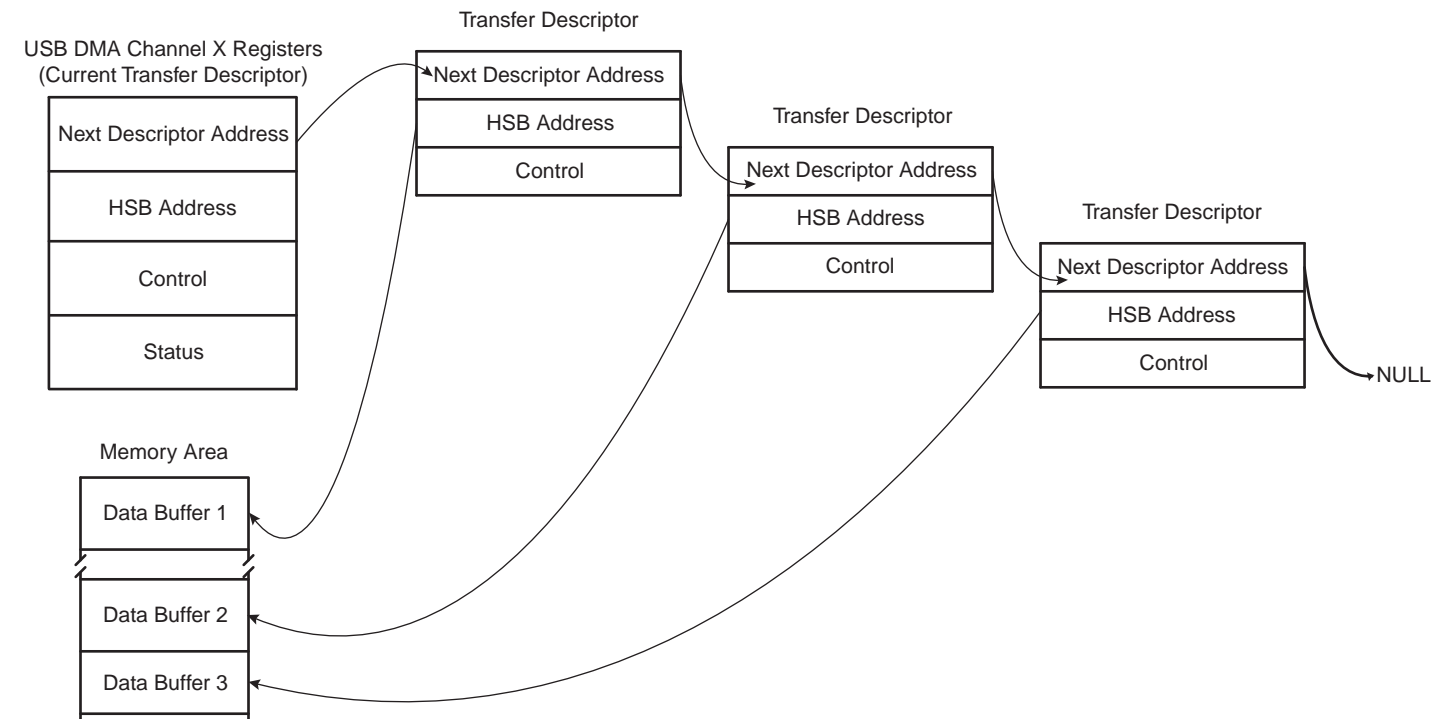 Transfer Descriptor
USB DMA Channel X Registers
(Current Transfer Descriptor)
Next Descriptor Address
HSB Address
Control
Status
Next Descriptor Address
HSB Address
Control
Transfer Descriptor
Next Descriptor Address
HSB Address
Control
Transfer Descriptor
Next Descriptor Address
HSB Address
Control
NULL
Memory Area
Data Buffer 1
Data Buffer 2
Data Buffer 3